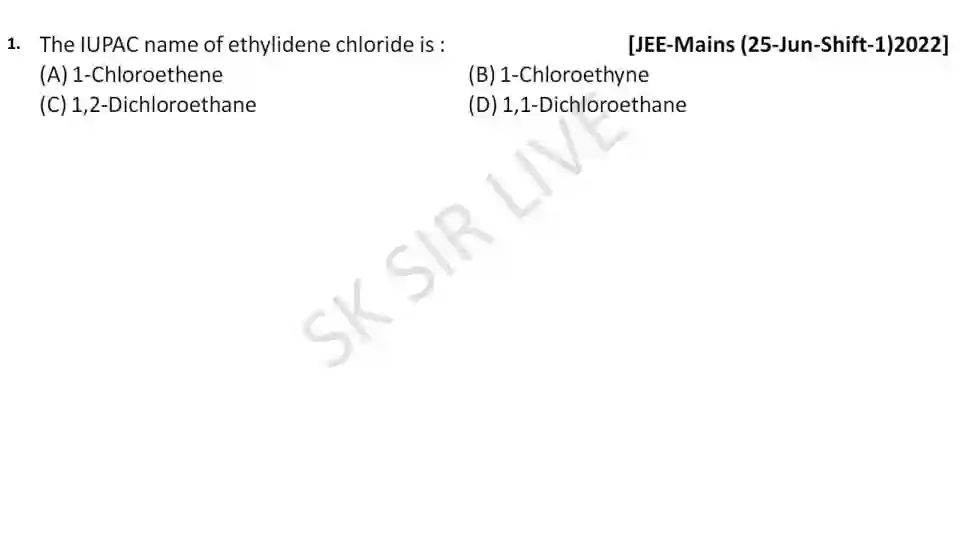 1. The IUPAC name of ethylidene chloride is : [JEE-Mains (25-Jun-Shift-1)2022]
(A) 1-Chloroethene (B) 1-Chloroethyne
(C) 1,2-Dichloroethane (D) 1,1-Dichloroethane
SK SIR LIVE